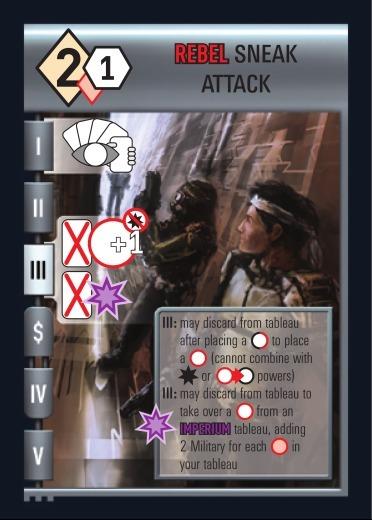 2 1
REBEL SNEAK
ATTACK
I
II
III
+1
$
IV
V
III: may discard from tableau
after placing a to place
a (cannot combine with
or powers)
III: may discard from tableau to
take over a from an
IMPERIUM tableau, adding
2 Military for each in
your tableau